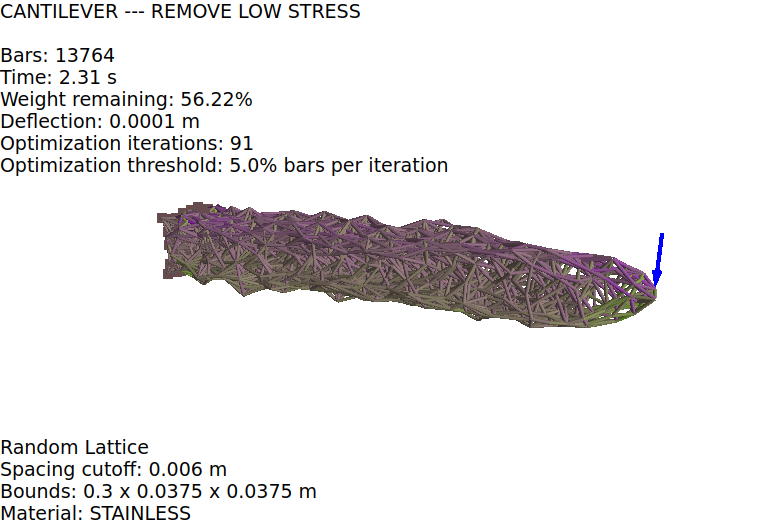 CANTILEVER --- REMOVE LOW STRESS
Bars: 13764
Time: 2.31 s
Weight remaining: 56.22%
Deflection: 0.0001 m
Optimization iterations: 91
Optimization threshold: 5.0% bars per iteration
Random Lattice
Spacing cutoff: 0.006 m
Bounds: 0.3 x 0.0375 x 0.0375 m
Material: STAINLESS